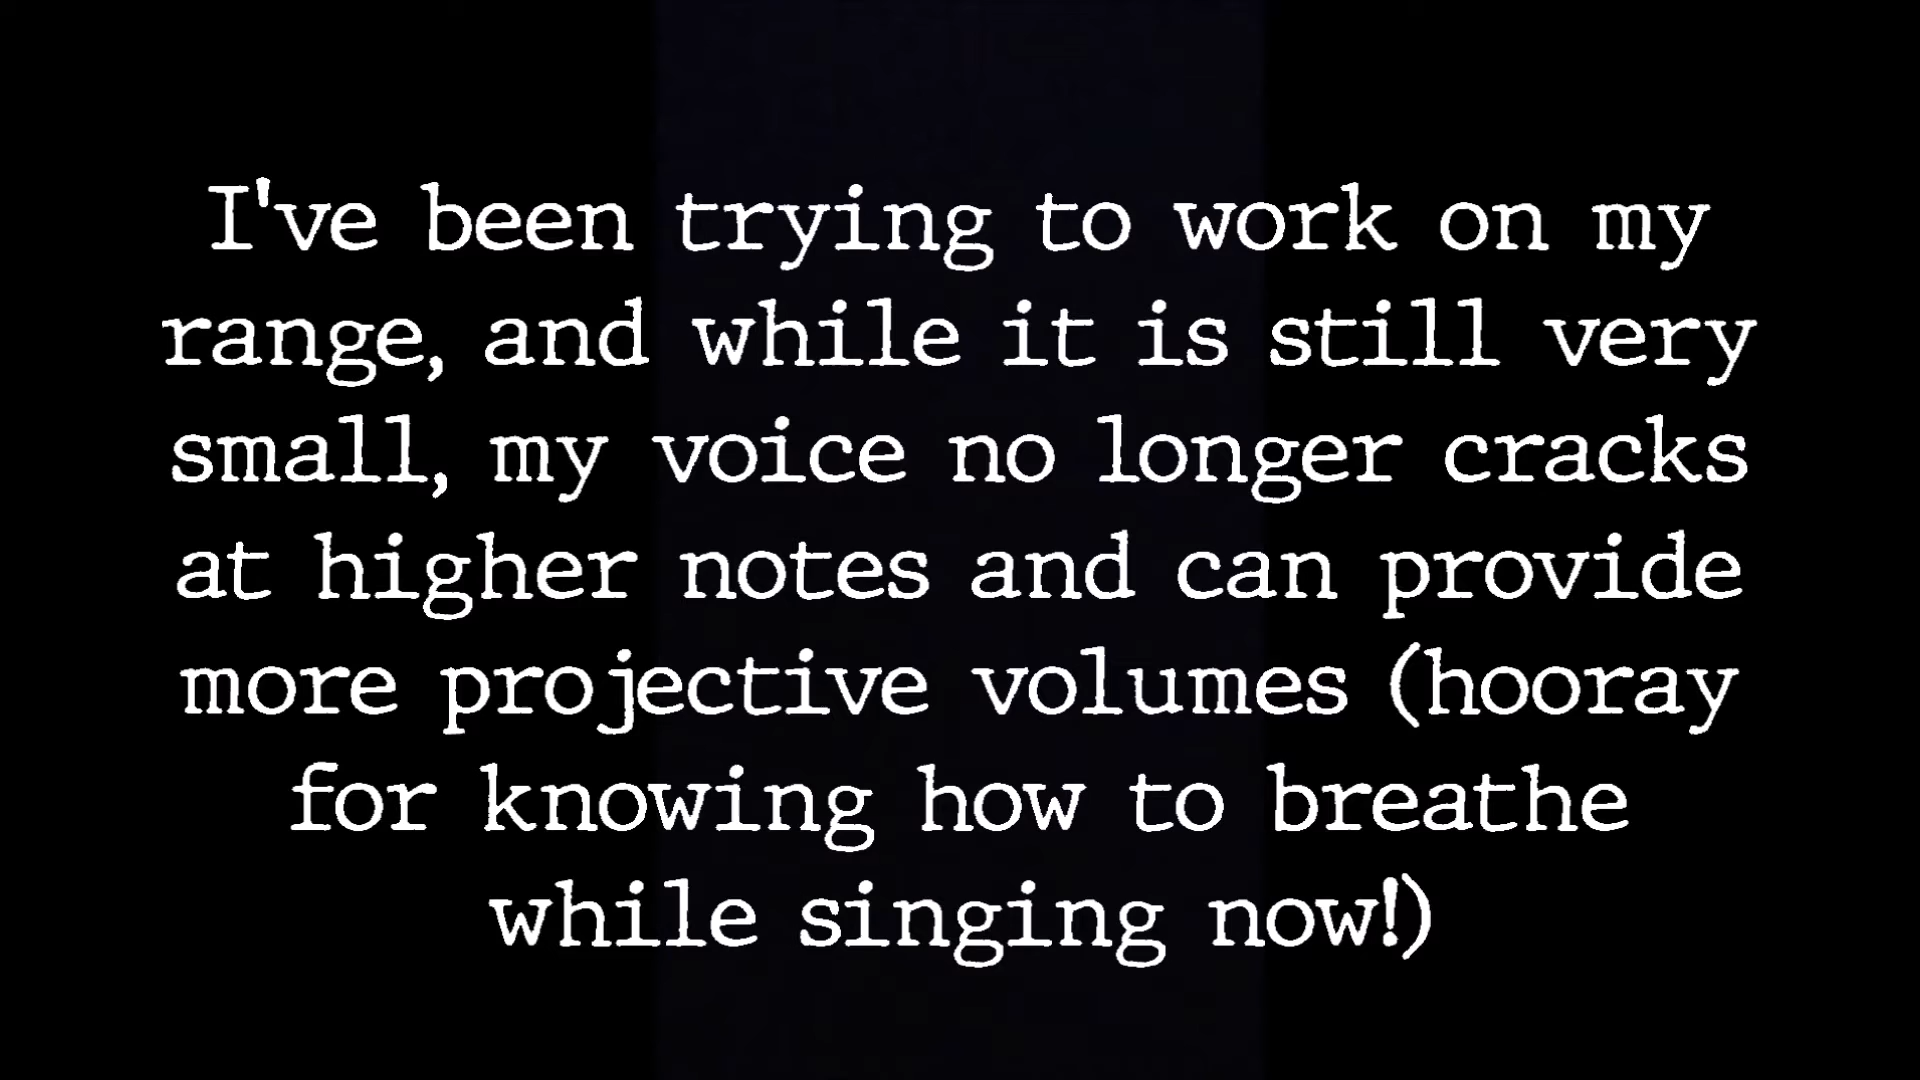 I've been trying to work on my
range, and while it is still very
small, my voice no longer cracks
at higher notes and can provide
more projective volumes (hooray
for knowing how to breathe
while singing now!)